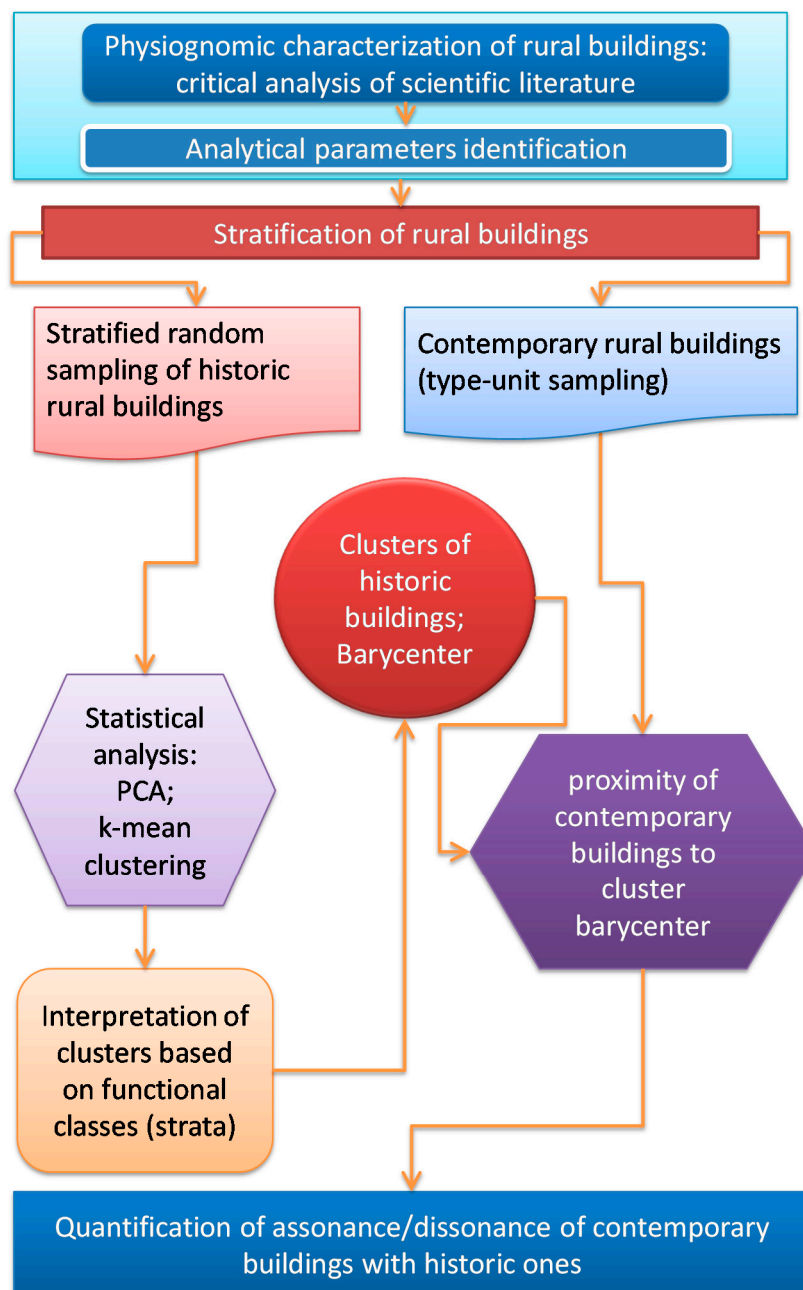 Physiognomic characterization of rural buildings:
critical analysis of scientific literature
Analytical parameters identification
Stratification of rural buildings
Stratified random
sampling of historic
rural buildings
Contemporary rural buildings
(type-unit sampling)
Clusters of
historic
buildings;
Barycenter
Statistical
analysis:
PCA;
k-mean
clustering
proximity of
contemporary
buildings to
cluster
barycenter
Interpretation of
clusters based
on functional
classes (strata)
Quantification of assonance/dissonance of contemporary
buildings with historic ones